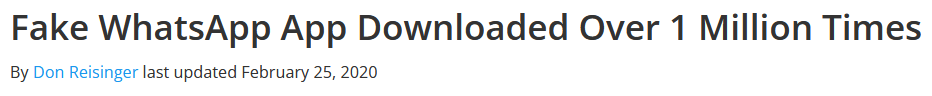 Fake WhatsApp App Downloaded Over 1 Million Times
By Don Reisinger last updated February 25, 2020